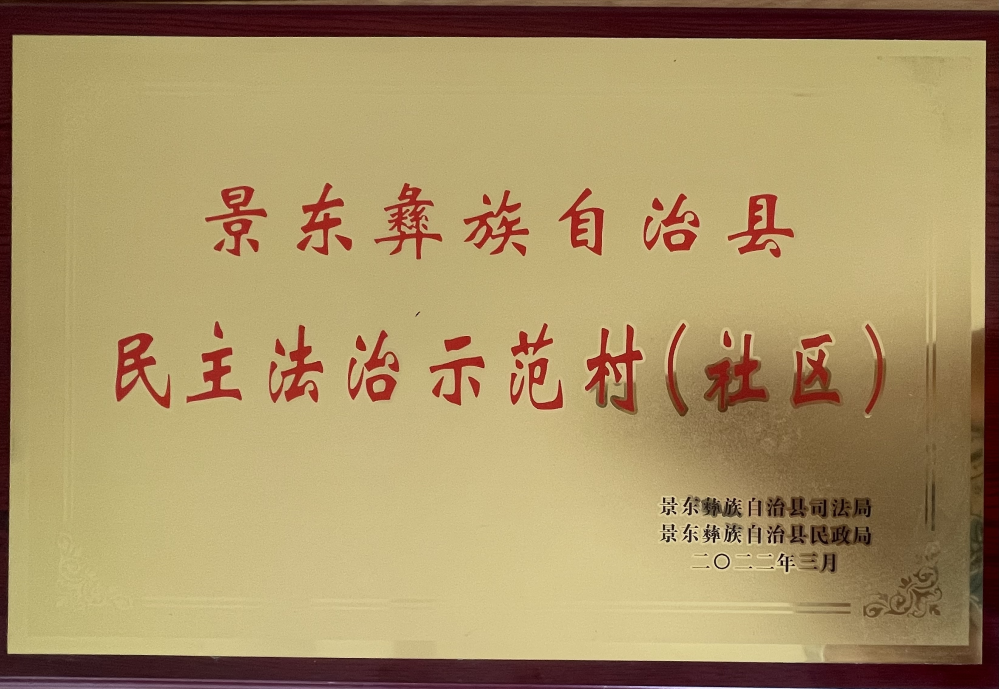 景东彝族自治县
民主法治示范村(社区)
景东彝族自治县司法局
景东彝族自治县民政局
二〇二二年三月